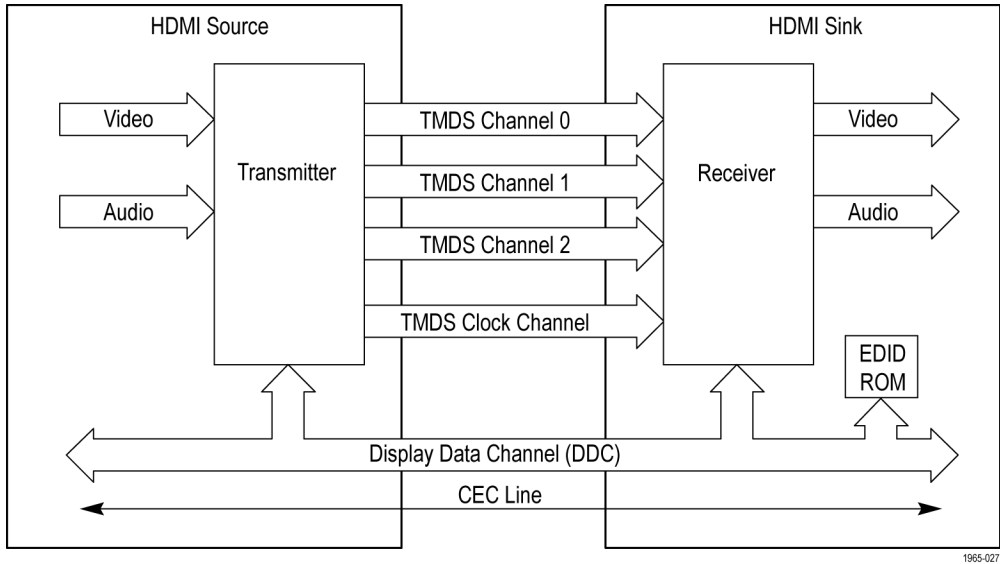 HDMI Source
HDMI Sink
Video
TMDS Channel 0
Video
Transmitter
TMDS Channel 1
Receiver
Audio
Audio
TMDS Channel 2
TMDS Clock Channel
EDID
ROM
Display Data Channel (DDC)
CEC Line
1965-027